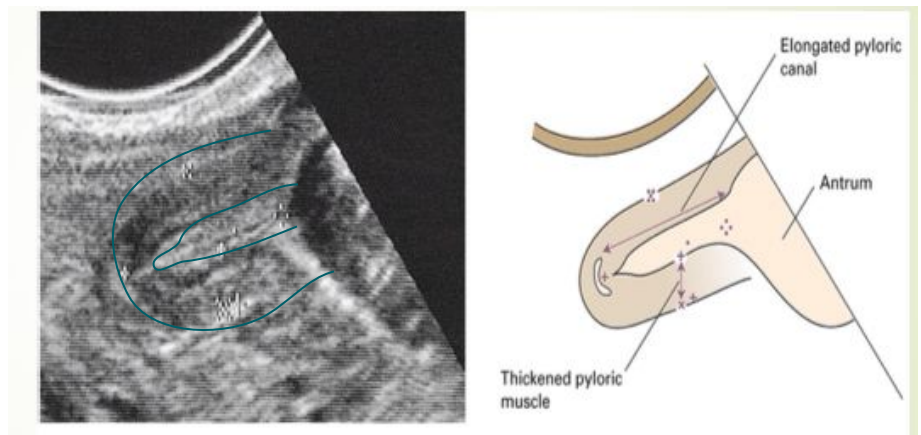 Elongated pyloric
canal
Antrum
Thickened pyloric
muscle